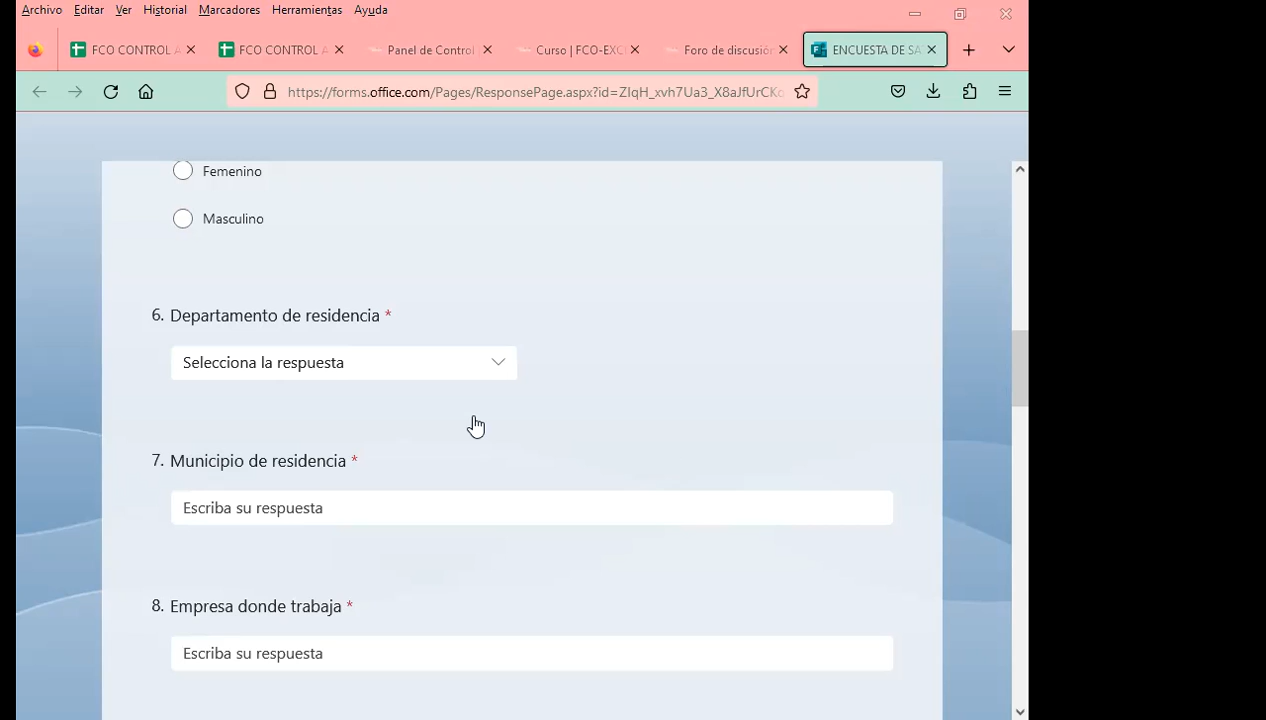 Archivo Editar Ver Historial Marcadores Herramientas Ayuda
FCO CONTROL A FCO CONTROL A Panel de Control Curso | FCO-EXC Foro de discusión ENCUESTA DE SA
https://forms.office.com/Pages/ResponsePage.aspx?id=ZIqH_xvh7Ua3_X8aJfUrCKo
Femenino
Masculino
6. Departamento de residencia *
Selecciona la respuesta
7. Municipio de residencia *
Escriba su respuesta
8. Empresa donde trabaja *
Escriba su respuesta